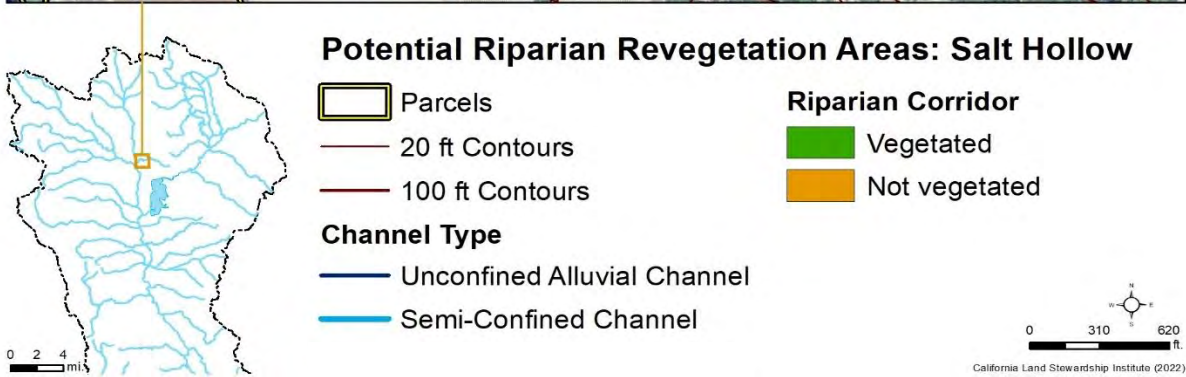 Potential Riparian Revegetation Areas: Salt Hollow
Parcels
20 ft Contours
100 ft Contours
Channel Type
Unconfined Alluvial Channel
Semi-Confined Channel
Riparian Corridor
Vegetated
Not vegetated
0 2 4 mi.
N
W E
S
0 310 620
ft.
California Land Stewardship Institute (2022)